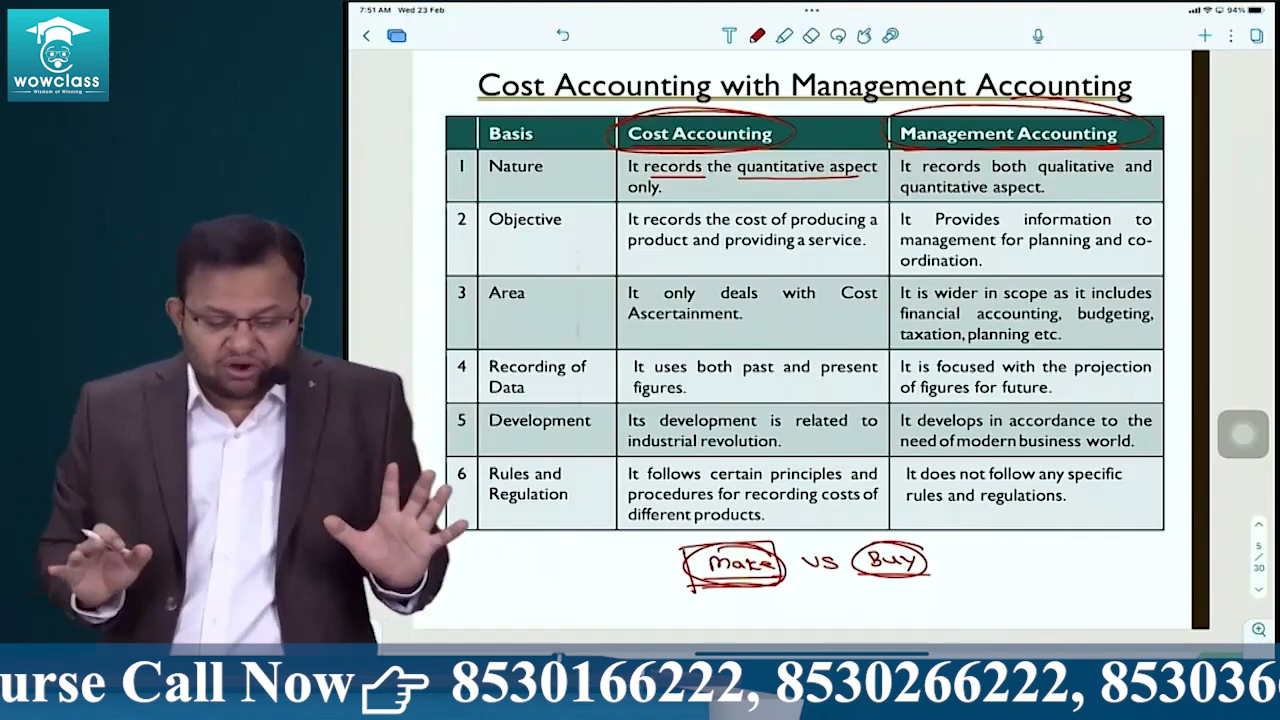 7:51 AM Wed 23 Feb
94%
wowclass
Wisdom of Winning
T
Cost Accounting with Management Accounting
Basis Cost Accounting Management Accounting
1 Nature It records the quantitative aspect only. It records both qualitative and quantitative aspect.
2 Objective It records the cost of producing a product and providing a service. It Provides information to management for planning and co-ordination.
3 Area It only deals with Cost Ascertainment. It is wider in scope as it includes financial accounting, budgeting, taxation, planning etc.
4 Recording of Data It uses both past and present figures. It is focused with the projection of figures for future.
5 Development Its development is related to industrial revolution. It develops in accordance to the need of modern business world.
6 Rules and Regulation It follows certain principles and procedures for recording costs of different products. It does not follow any specific rules and regulations.
Make vs Buy
5
30
urse Call Now 8530166222, 8530266222, 853036